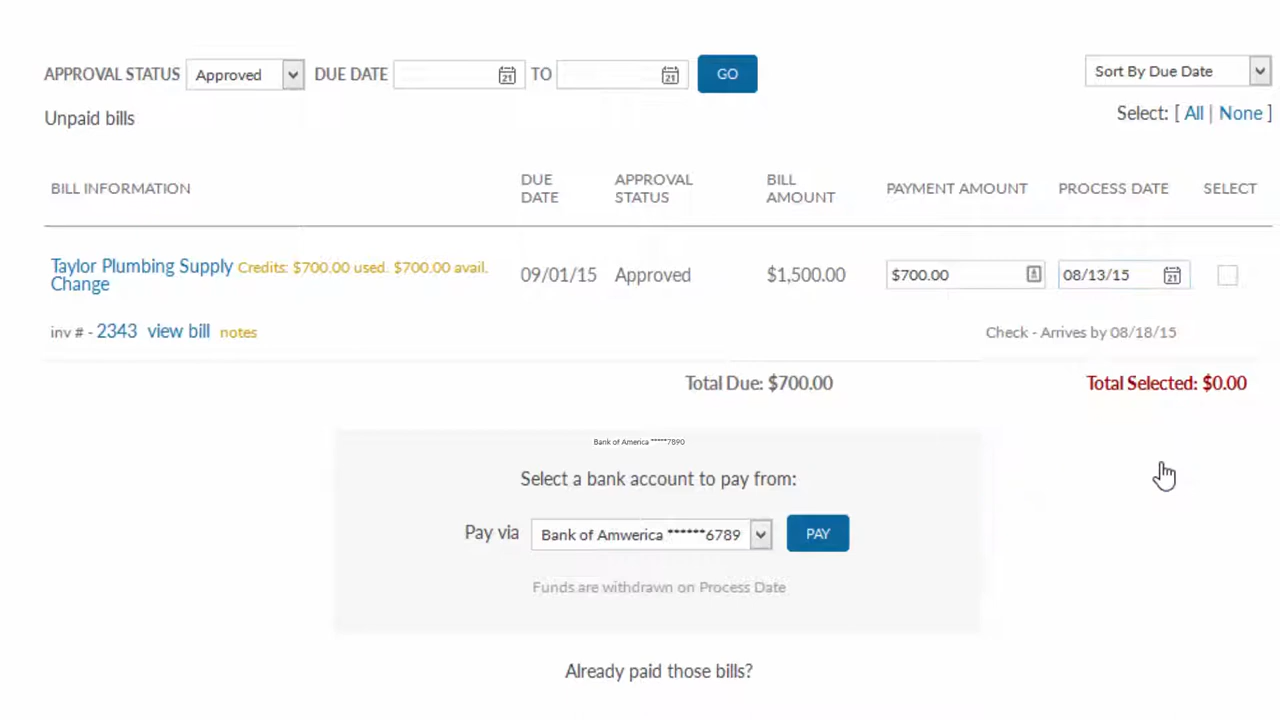 APPROVAL STATUS Approved DUE DATE TO GO Sort By Due Date
Unpaid bills Select: [ All | None ]
BILL INFORMATION DUE DATE APPROVAL STATUS BILL AMOUNT PAYMENT AMOUNT PROCESS DATE SELECT
Taylor Plumbing Supply Credits: $700.00 used. $700.00 avail. 09/01/15 Approved $1,500.00 $700.00 08/13/15
Change
inv # - 2343 view bill notes Check - Arrives by 08/18/15
Total Due: $700.00 Total Selected: $0.00
Bank of America *****7890
Select a bank account to pay from:
Pay via Bank of Amwerica ******6789 PAY
Funds are withdrawn on Process Date
Already paid those bills?